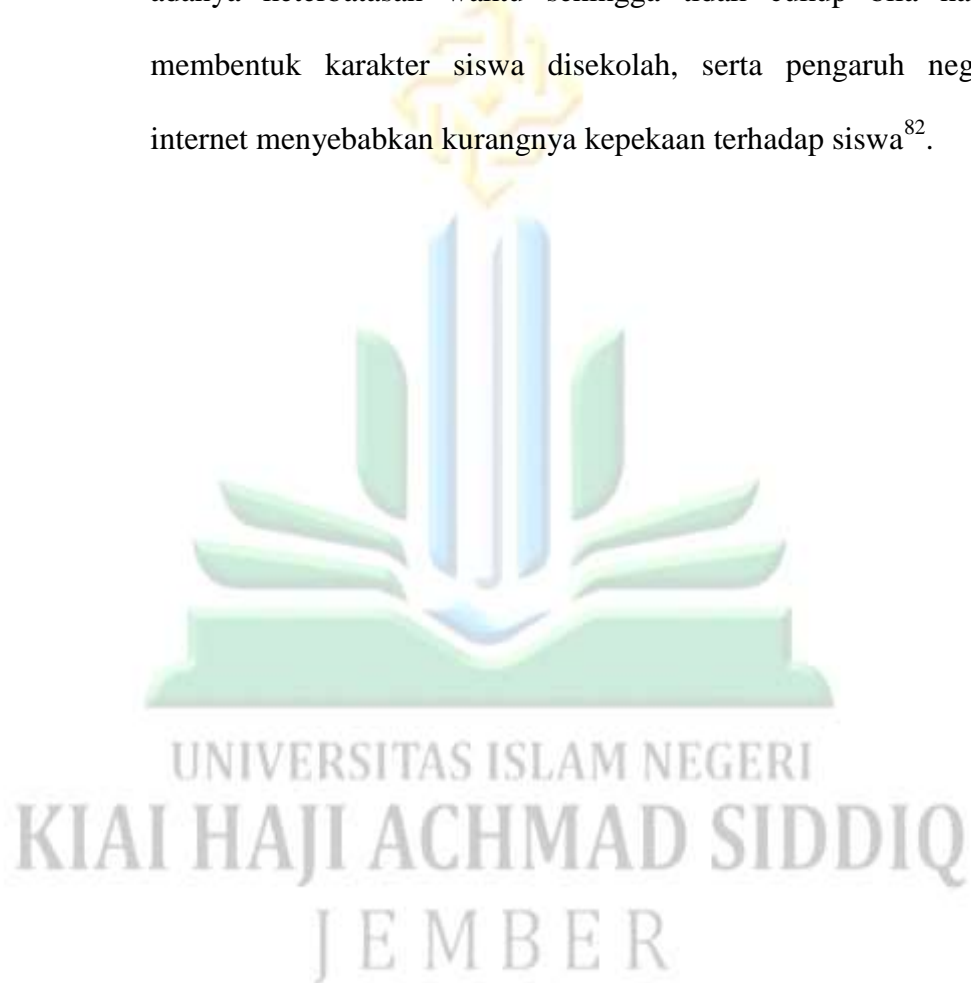 membentuk karakter siswa disekolah, serta pengaruh
internet menyebabkan kurangnya kepekaan terhadap siswa82.
UNIVERSITAS ISLAM NEGERI
KIAI HAJI ACHMAD SIDDIQ
JEMBER